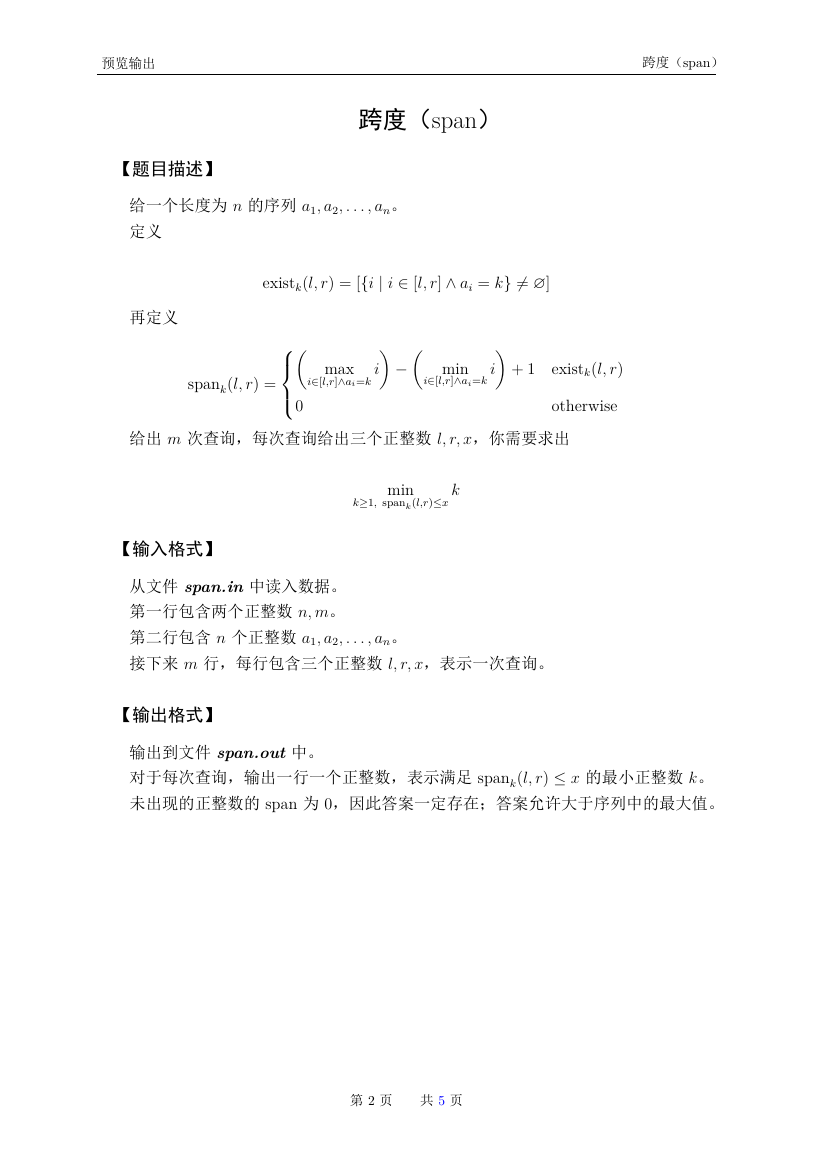 预览输出 跨度（span）
跨度（span）
【题目描述】
给一个长度为 n 的序列 a₁, a₂, . . . , aₙ。
定义
existₖ(l, r) = [{i | i ∈ [l, r] ∧ aᵢ = k} ≠ ∅]
再定义
spanₖ(l, r) = { ( max_{i∈[l,r]∧aᵢ=k} i ) − ( min_{i∈[l,r]∧aᵢ=k} i ) + 1 existₖ(l, r)
0 otherwise
给出 m 次查询，每次查询给出三个正整数 l, r, x，你需要求出
min_{k≥1, spanₖ(l,r)≤x} k
【输入格式】
从文件 span.in 中读入数据。
第一行包含两个正整数 n, m。
第二行包含 n 个正整数 a₁, a₂, . . . , aₙ。
接下来 m 行，每行包含三个正整数 l, r, x，表示一次查询。
【输出格式】
输出到文件 span.out 中。
对于每次查询，输出一行一个正整数，表示满足 spanₖ(l, r) ≤ x 的最小正整数 k。
未出现的正整数的 span 为 0，因此答案一定存在；答案允许大于序列中的最大值。
第 2 页 共 5 页